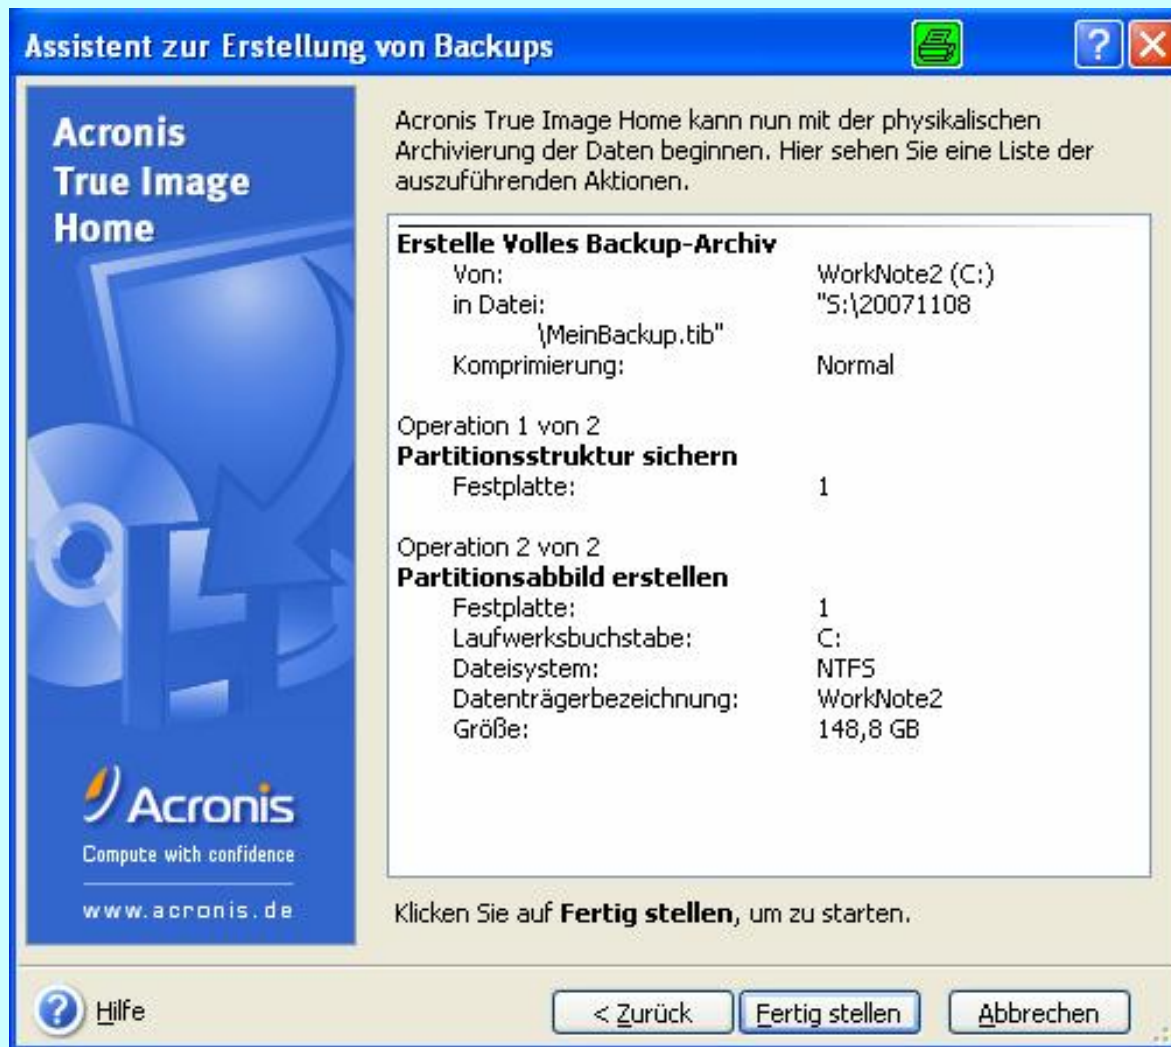 Assistent zur Erstellung von Backups
Acronis
True Image
Home
Acronis
Compute with confidence
www.acronis.de
Acronis True Image Home kann nun mit der physikalischen
Archivierung der Daten beginnen. Hier sehen Sie eine Liste der
auszuführenden Aktionen.
Erstelle Volles Backup-Archiv
Von: WorkNote2 (C:)
in Datei: "S:\20071108
\MeinBackup.tib"
Komprimierung: Normal
Operation 1 von 2
Partitionsstruktur sichern
Festplatte: 1
Operation 2 von 2
Partitionsabbild erstellen
Festplatte: 1
Laufwerksbuchstabe: C:
Dateisystem: NTFS
Datenträgerbezeichnung: WorkNote2
Größe: 148,8 GB
Klicken Sie auf Fertig stellen, um zu starten.
? Hilfe
< Zurück Fertig stellen Abbrechen